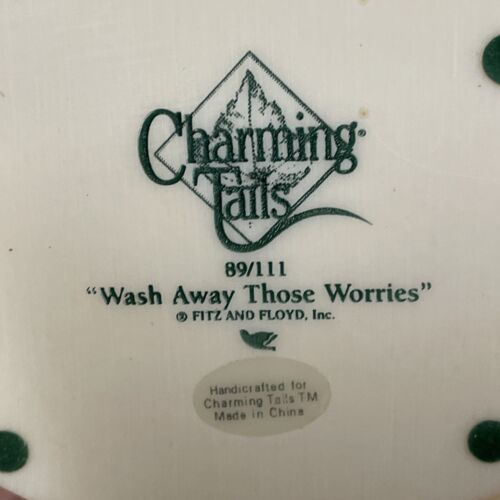 Charming®
Tails
89/111
"Wash Away Those Worries"
© FITZ AND FLOYD, Inc.
Handicrafted for
Charming Tails TM
Made in China